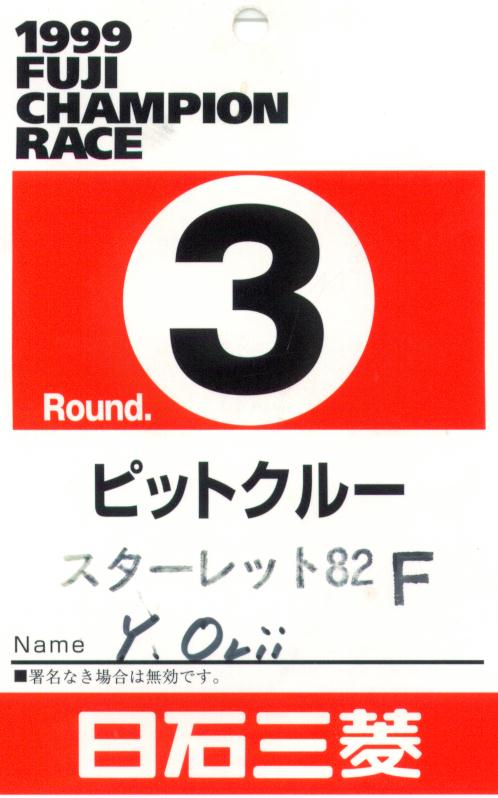 1999
FUJI
CHAMPION
RACE
3
Round.
ピットクルー
スターレット82 F
Name Y. Orii
■署名なき場合は無効です。
日石三菱